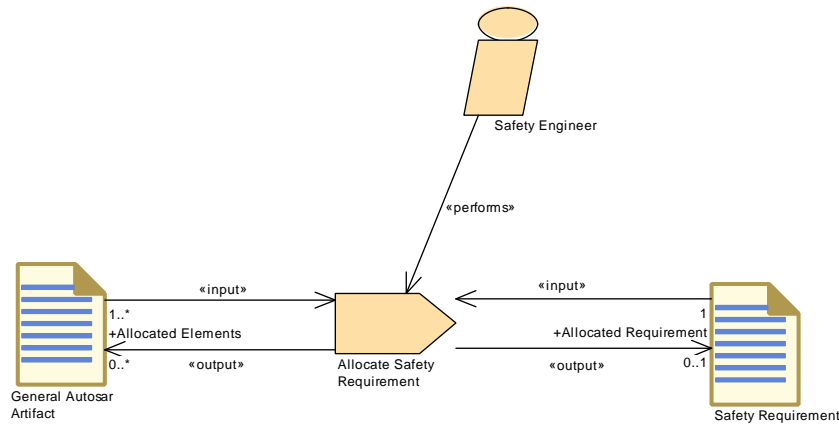 Safety Engineer
«performs»
«input»
«input»
1..*
1
+Allocated Elements
+Allocated Requirement
0..*
«output»
Allocate Safety
Requirement
«output»
0..1
General Autosar
Artifact
Safety Requirement